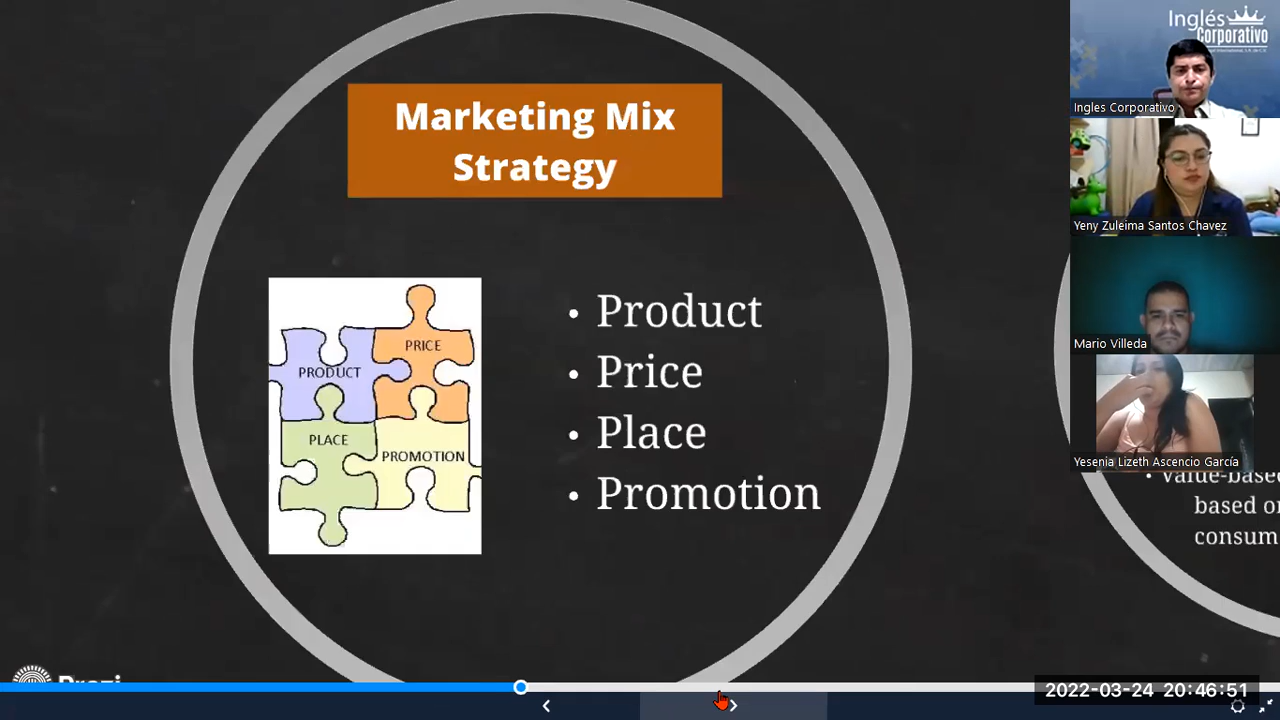 Marketing Mix
Strategy
PRODUCT
PRICE
PLACE
PROMOTION
• Product
• Price
• Place
• Promotion
Inglés
Corporativo
Ingles Corporativo
Yeny Zuleima Santos Chavez
Mario Villeda
Yesenia Lizeth Ascencio García
based
consum
Prezi
2022-03-24 20:46:51